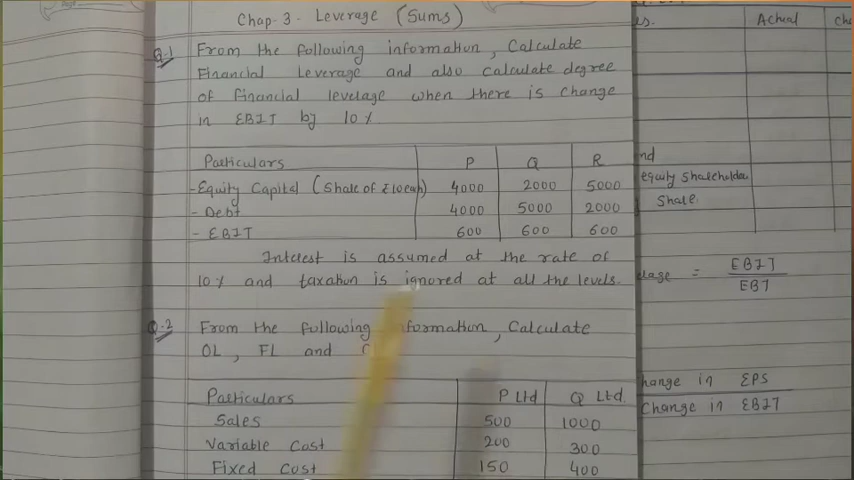 Chap. 3 - Leverage (Sums)
Q.1 From the following information, Calculate
Financial Leverage and also calculate degree
of financial leverage when there is change
in EBIT by 10 %
Particulars P Q R
- Equity Capital (Share of ₹10 each) 4000 2000 5000
- Debt 4000 5000 2000
- EBIT 600 600 600
Interest is assumed at the rate of
10 % and taxation is ignored at all the levels.
Q.2 From the following information, Calculate
OL, FL and
Particulars P Ltd Q Ltd.
Sales 500 1000
Variable Cost 200 300
Fixed Cost 150 400
Actual
nd
equity shareholder
Share
= EBIT
EBT
hange in EPS
Change in EBIT